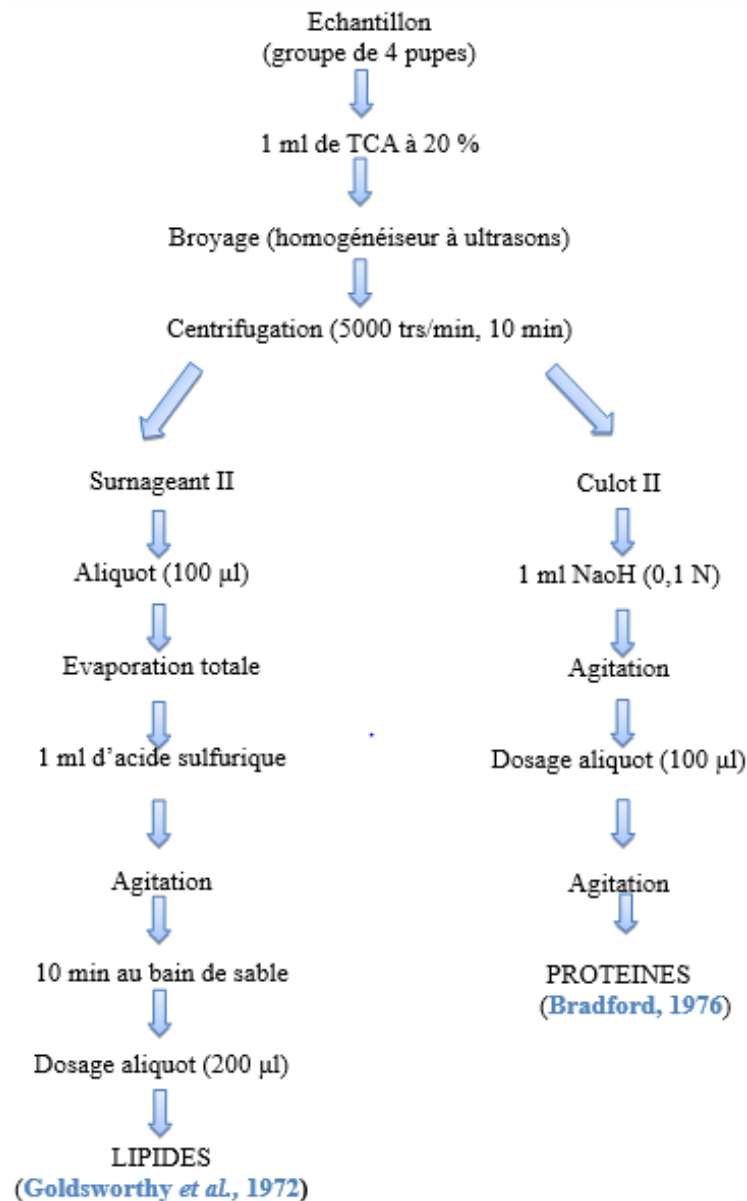 Echantillon
(groupe de 4 pupes)
1 ml de TCA à 20 %
Broyage (homogénéiseur à ultrasons)
Centrifugation (5000 trs/min, 10 min)
Surnageant II
Aliquot (100 µl)
Evaporation totale
1 ml d’acide sulfurique
Agitation
10 min au bain de sable
Dosage aliquot (200 µl)
LIPIDES
(Goldsworthy et al., 1972)
Culot II
1 ml NaoH (0,1 N)
Agitation
Dosage aliquot (100 µl)
Agitation
PROTEINES
(Bradford, 1976)